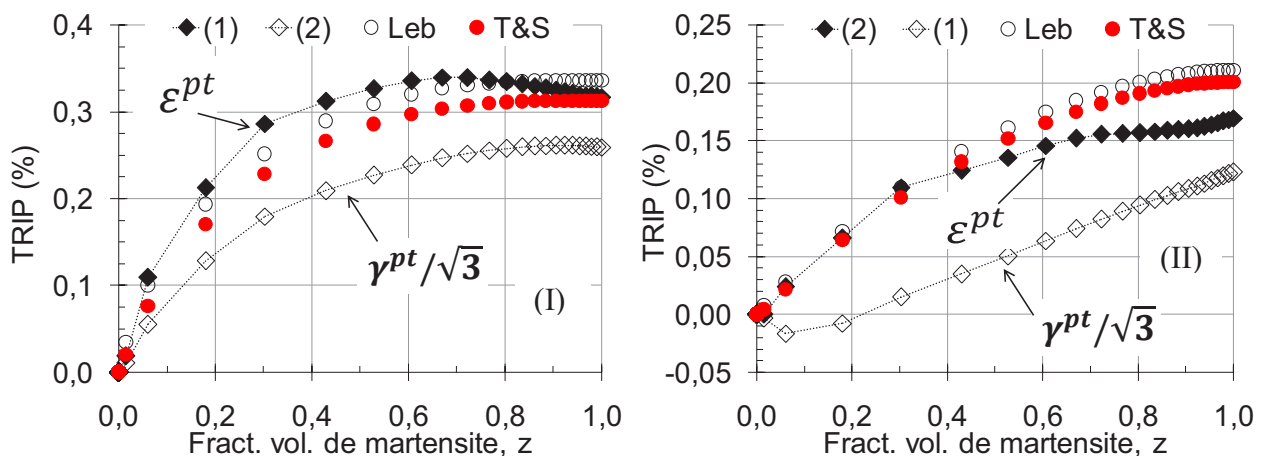 (1) (2) Leb T&S
TRIP (%)
0,4
0,3
0,2
0,1
0,0
0,0 0,2 0,4 0,6 0,8 1,0
Fract. vol. de martensite, z
ε^{pt}
γ^{pt}/√3
(I)
(2) (1) Leb T&S
TRIP (%)
0,25
0,20
0,15
0,10
0,05
0,00
-0,05
0,0 0,2 0,4 0,6 0,8 1,0
Fract. vol. de martensite, z
ε^{pt}
γ^{pt}/√3
(II)